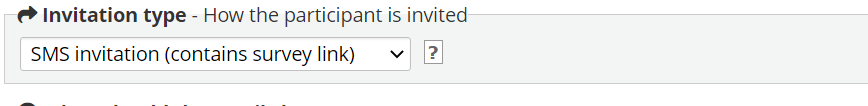 Invitation type - How the participant is invited
SMS invitation (contains survey link)
?